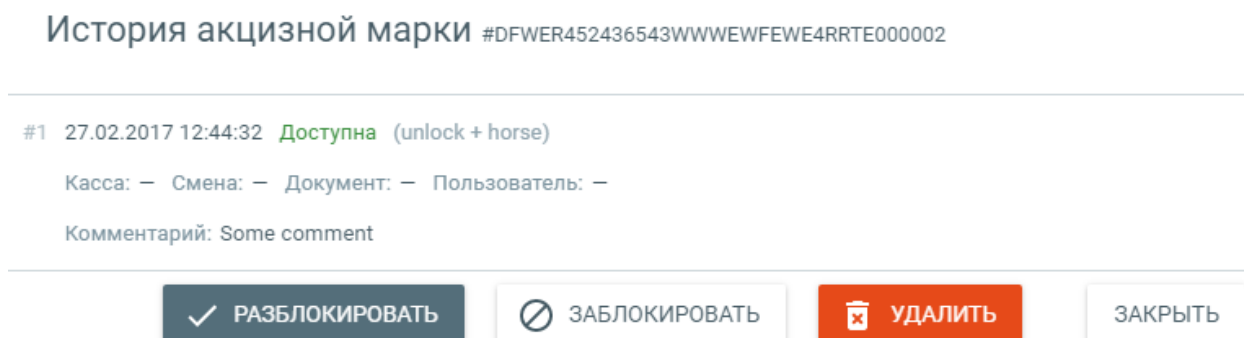 История акцизной марки #DFWER452436543WWWEWFEWE4RRTE000002
#1 27.02.2017 12:44:32 Доступна (unlock + horse)
Касса: — Смена: — Документ: — Пользователь: —
Комментарий: Some comment
РАЗБЛОКИРОВАТЬ ЗАБЛОКИРОВАТЬ УДАЛИТЬ ЗАКРЫТЬ